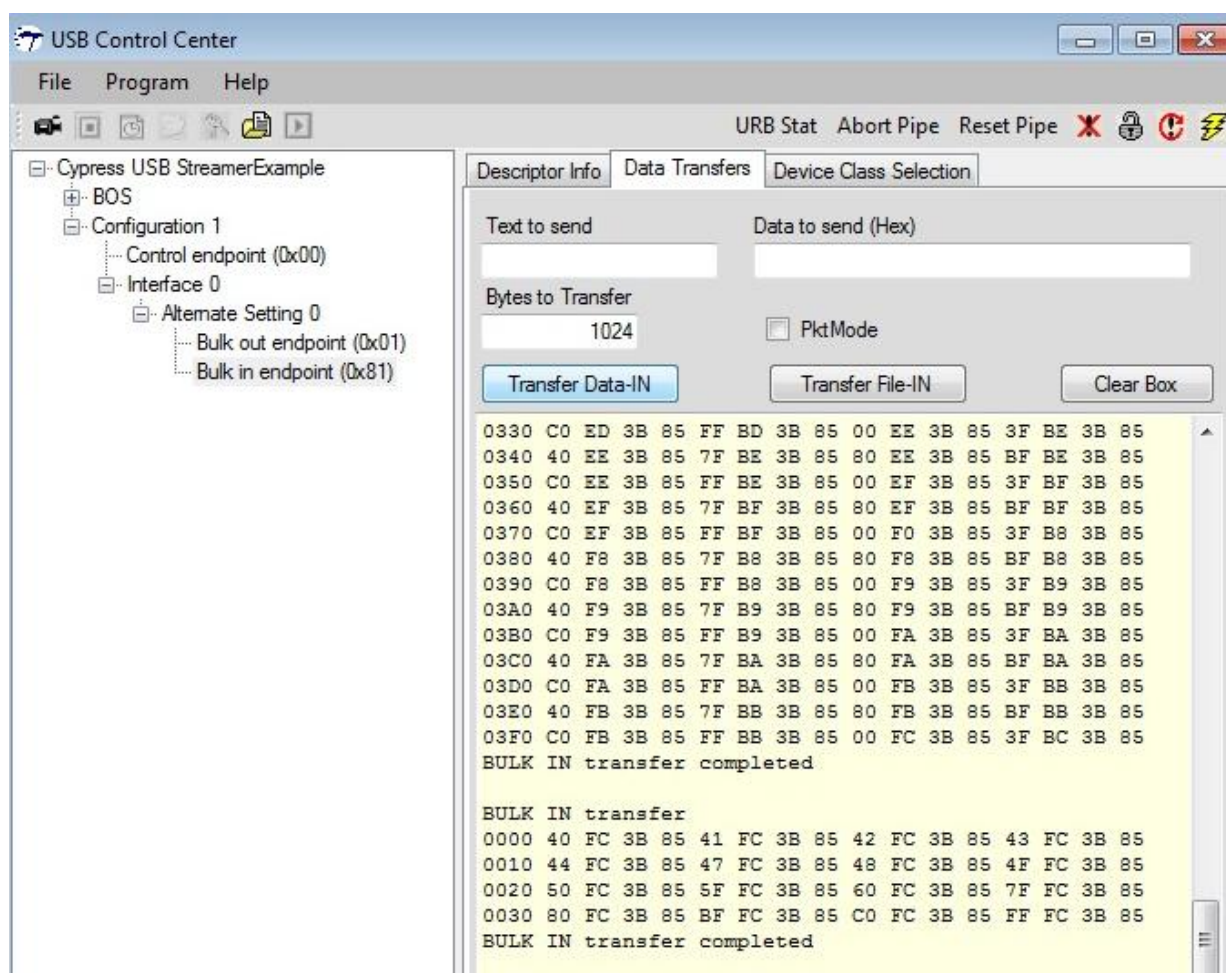 USB Control Center
File Program Help
URB Stat Abort Pipe Reset Pipe
Cypress USB StreamerExample
BOS
Configuration 1
Control endpoint (0x00)
Interface 0
Alternate Setting 0
Bulk out endpoint (0x01)
Bulk in endpoint (0x81)
Descriptor Info Data Transfers Device Class Selection
Text to send Data to send (Hex)
Bytes to Transfer
1024 PktMode
Transfer Data-IN Transfer File-IN Clear Box
0330 C0 ED 3B 85 FF BD 3B 85 00 EE 3B 85 3F BE 3B 85
0340 40 EE 3B 85 7F BE 3B 85 80 EE 3B 85 BF BE 3B 85
0350 C0 EE 3B 85 FF BE 3B 85 00 EF 3B 85 3F BF 3B 85
0360 40 EF 3B 85 7F BF 3B 85 80 EF 3B 85 BF BF 3B 85
0370 C0 EF 3B 85 FF BF 3B 85 00 F0 3B 85 3F B8 3B 85
0380 40 F8 3B 85 7F B8 3B 85 80 F8 3B 85 BF B8 3B 85
0390 C0 F8 3B 85 FF B8 3B 85 00 F9 3B 85 3F B9 3B 85
03A0 40 F9 3B 85 7F B9 3B 85 80 F9 3B 85 BF B9 3B 85
03B0 C0 F9 3B 85 FF B9 3B 85 00 FA 3B 85 3F BA 3B 85
03C0 40 FA 3B 85 7F BA 3B 85 80 FA 3B 85 BF BA 3B 85
03D0 C0 FA 3B 85 FF BA 3B 85 00 FB 3B 85 3F BB 3B 85
03E0 40 FB 3B 85 7F BB 3B 85 80 FB 3B 85 BF BB 3B 85
03F0 C0 FB 3B 85 FF BB 3B 85 00 FC 3B 85 3F BC 3B 85
BULK IN transfer completed
BULK IN transfer
0000 40 FC 3B 85 41 FC 3B 85 42 FC 3B 85 43 FC 3B 85
0010 44 FC 3B 85 47 FC 3B 85 48 FC 3B 85 4F FC 3B 85
0020 50 FC 3B 85 5F FC 3B 85 60 FC 3B 85 7F FC 3B 85
0030 80 FC 3B 85 BF FC 3B 85 C0 FC 3B 85 FF FC 3B 85
BULK IN transfer completed